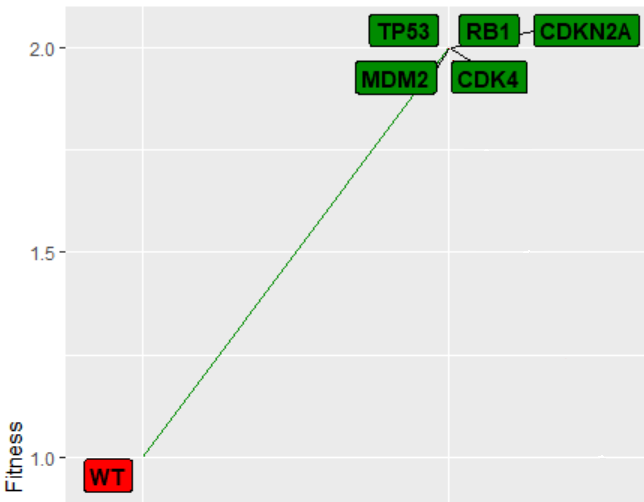 2.0
TP53
RB1
CDKN2A
MDM2
CDK4
1.5
1.0
WT
Fitness